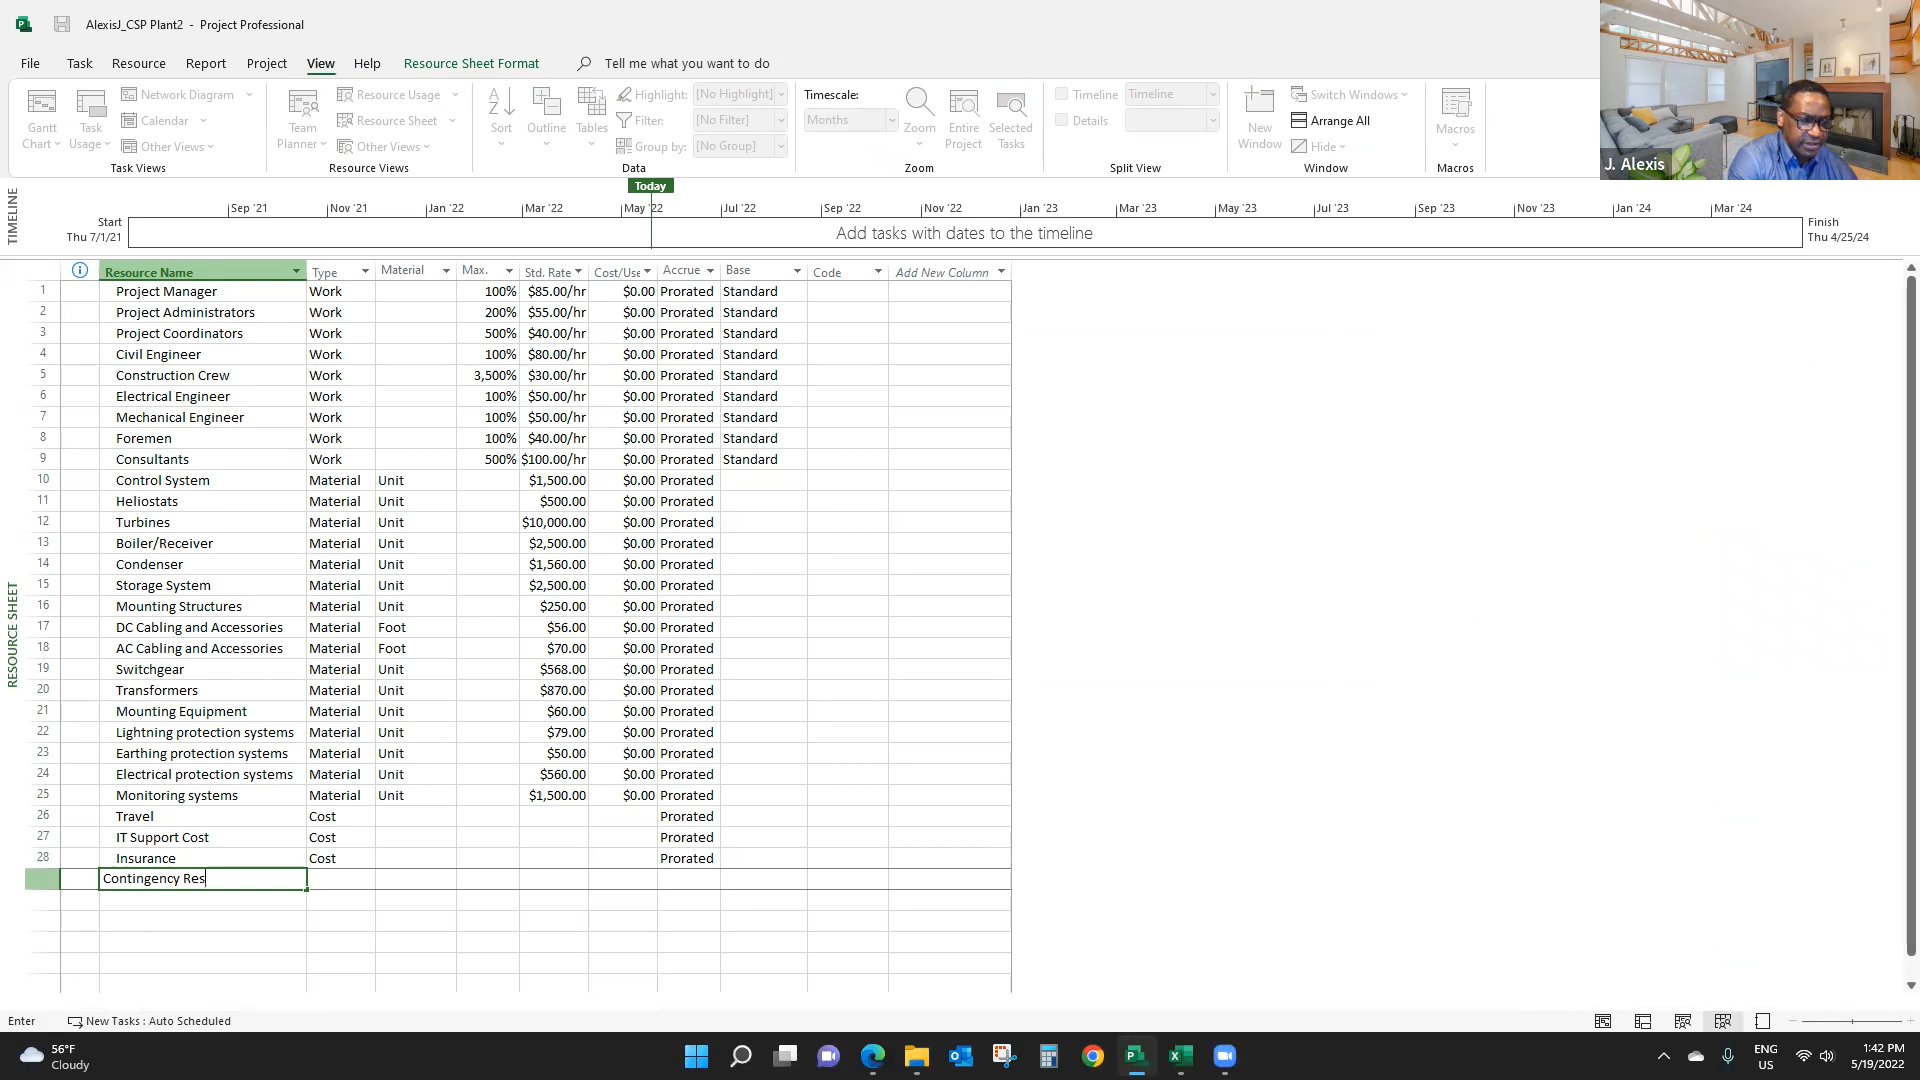 AlexisJ_CSP Plant2 - Project Professional
File Task Resource Report Project View Help Resource Sheet Format Tell me what you want to do
Gantt Chart Task Usage Network Diagram Calendar Other Views
Task Views
Team Planner Resource Usage Resource Sheet Other Views
Resource Views
Sort Outline Tables Highlight: [No Highlight] Filter: [No Filter] Group by: [No Group]
Data
Timescale: Months Zoom Entire Project Selected Tasks
Zoom
Timeline Timeline Details
Split View
New Window Switch Windows Arrange All Hide
Window
Macros
Macros
J. Alexis
TIMELINE
Today
Sep '21 Nov '21 Jan '22 Mar '22 May '22 Jul '22 Sep '22 Nov '22 Jan '23 Mar '23 May '23 Jul '23 Sep '23 Nov '23 Jan '24 Mar '24
Start
Thu 7/1/21
Add tasks with dates to the timeline
Finish
Thu 4/25/24
RESOURCE SHEET
Resource Name Type Material Max. Std. Rate Cost/Use Accrue Base Code Add New Column
1 Project Manager Work 100% $85.00/hr $0.00 Prorated Standard
2 Project Administrators Work 200% $55.00/hr $0.00 Prorated Standard
3 Project Coordinators Work 500% $40.00/hr $0.00 Prorated Standard
4 Civil Engineer Work 100% $80.00/hr $0.00 Prorated Standard
5 Construction Crew Work 3,500% $30.00/hr $0.00 Prorated Standard
6 Electrical Engineer Work 100% $50.00/hr $0.00 Prorated Standard
7 Mechanical Engineer Work 100% $50.00/hr $0.00 Prorated Standard
8 Foremen Work 100% $40.00/hr $0.00 Prorated Standard
9 Consultants Work 500% $100.00/hr $0.00 Prorated Standard
10 Control System Material Unit $1,500.00 $0.00 Prorated
11 Heliostats Material Unit $500.00 $0.00 Prorated
12 Turbines Material Unit $10,000.00 $0.00 Prorated
13 Boiler/Receiver Material Unit $2,500.00 $0.00 Prorated
14 Condenser Material Unit $1,560.00 $0.00 Prorated
15 Storage System Material Unit $2,500.00 $0.00 Prorated
16 Mounting Structures Material Unit $250.00 $0.00 Prorated
17 DC Cabling and Accessories Material Foot $56.00 $0.00 Prorated
18 AC Cabling and Accessories Material Foot $70.00 $0.00 Prorated
19 Switchgear Material Unit $568.00 $0.00 Prorated
20 Transformers Material Unit $870.00 $0.00 Prorated
21 Mounting Equipment Material Unit $60.00 $0.00 Prorated
22 Lightning protection systems Material Unit $79.00 $0.00 Prorated
23 Earthing protection systems Material Unit $50.00 $0.00 Prorated
24 Electrical protection systems Material Unit $560.00 $0.00 Prorated
25 Monitoring systems Material Unit $1,500.00 $0.00 Prorated
26 Travel Cost Prorated
27 IT Support Cost Cost Prorated
28 Insurance Cost Prorated
Contingency Res
Enter New Tasks : Auto Scheduled
56°F
Cloudy
ENG
US
1:42 PM
5/19/2022